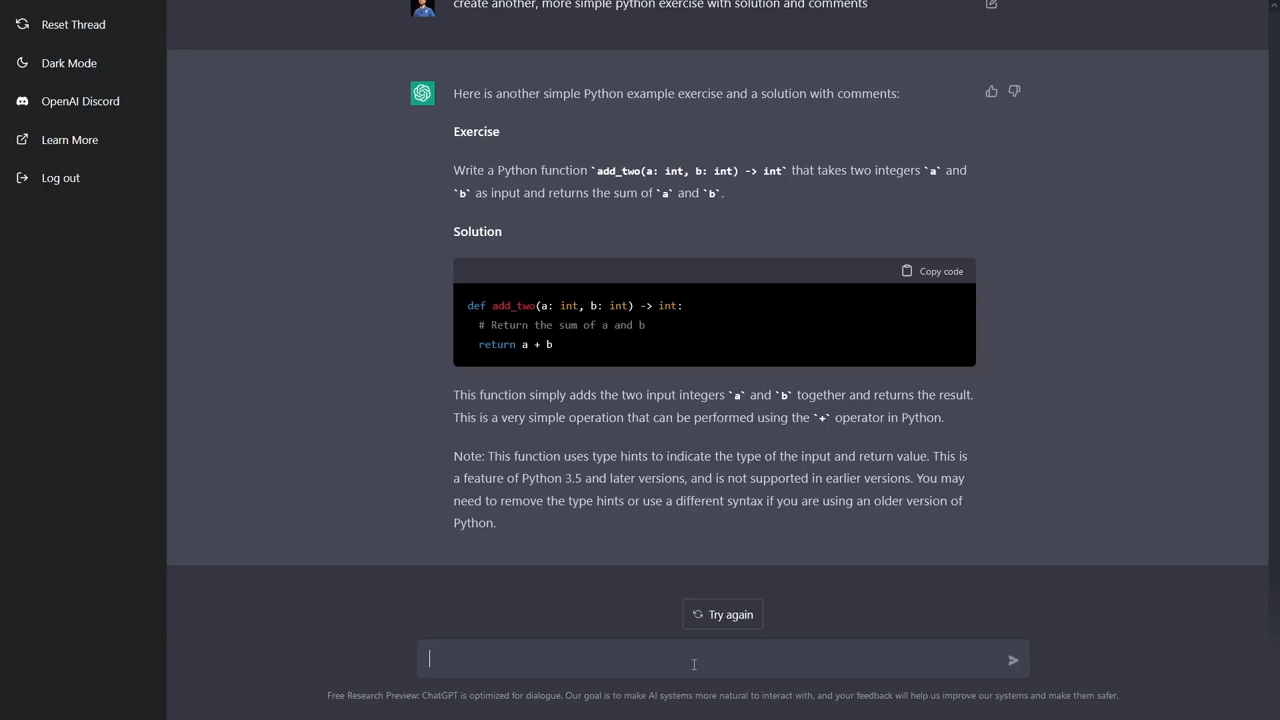 Reset Thread
Dark Mode
OpenAI Discord
Learn More
Log out
create another, more simple python exercise with solution and comments
Here is another simple Python example exercise and a solution with comments:
Exercise
Write a Python function `add_two(a: int, b: int) -> int` that takes two integers `a` and
`b` as input and returns the sum of `a` and `b`.
Solution
Copy code
def add_two(a: int, b: int) -> int:
# Return the sum of a and b
return a + b
This function simply adds the two input integers `a` and `b` together and returns the result.
This is a very simple operation that can be performed using the `+` operator in Python.
Note: This function uses type hints to indicate the type of the input and return value. This is
a feature of Python 3.5 and later versions, and is not supported in earlier versions. You may
need to remove the type hints or use a different syntax if you are using an older version of
Python.
Try again
Free Research Preview: ChatGPT is optimized for dialogue. Our goal is to make AI systems more natural to interact with, and your feedback will help us improve our systems and make them safer.